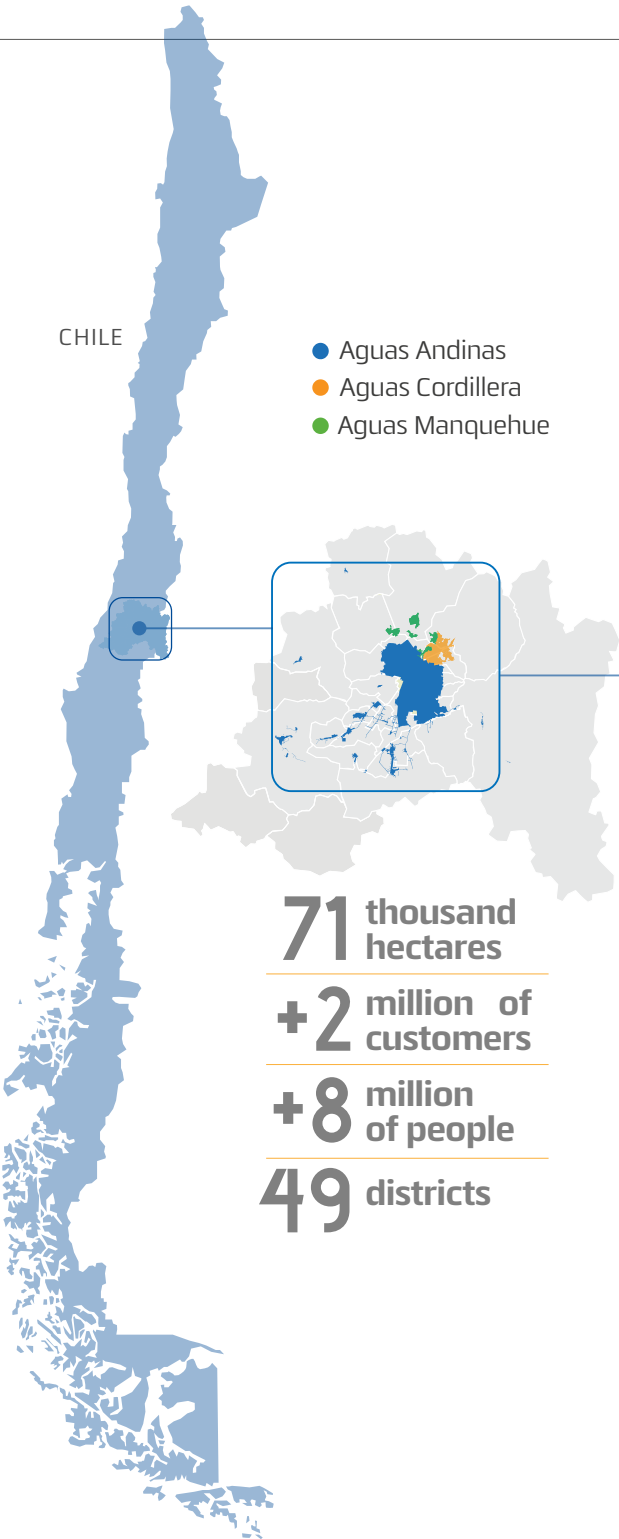 CHILE
Aguas Andinas
Aguas Cordillera
Aguas Manquehue
71 thousand
hectares
+2 million of
customers
+8 million
of people
49 districts